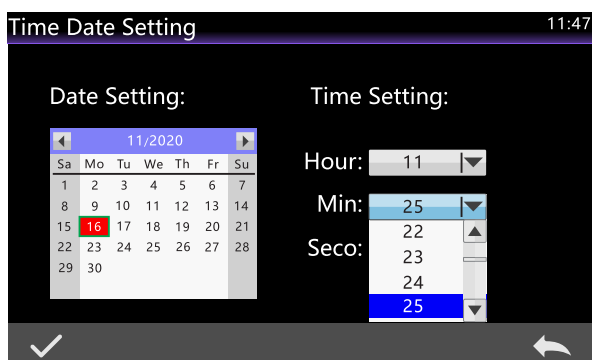 Time Date Setting 11:47
Date Setting:
11/2020
Sa Mo Tu We Th Fr Su
1 2 3 4 5 6 7
8 9 10 11 12 13 14
15 16 17 18 19 20 21
22 23 24 25 26 27 28
29 30
Time Setting:
Hour: 11
Min: 25
22
23
24
25
Seco: